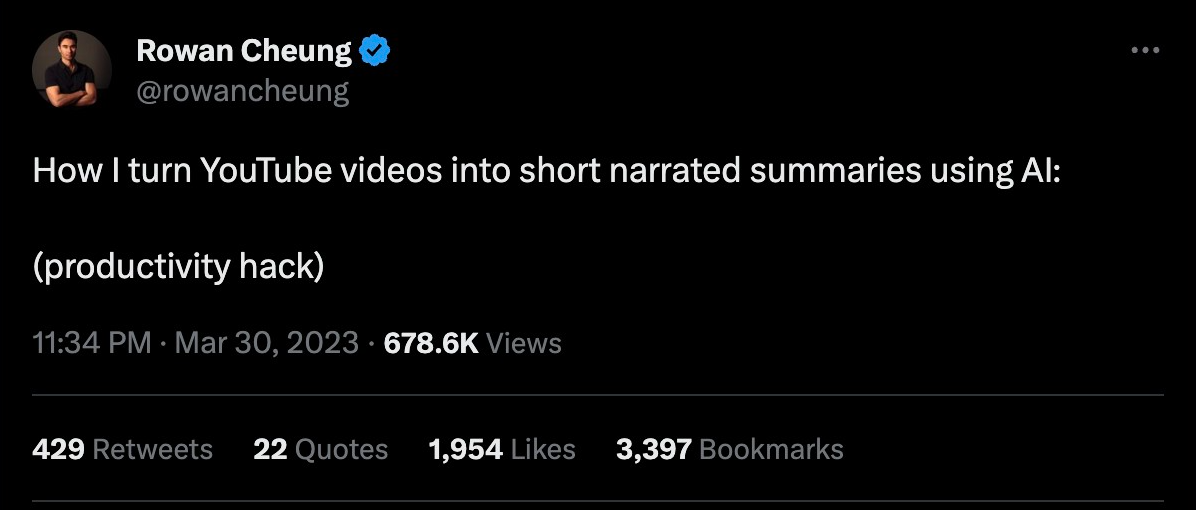 Rowan Cheung
@rowancheung
How I turn YouTube videos into short narrated summaries using AI:
(productivity hack)
11:34 PM · Mar 30, 2023 · 678.6K Views
429 Retweets 22 Quotes 1,954 Likes 3,397 Bookmarks